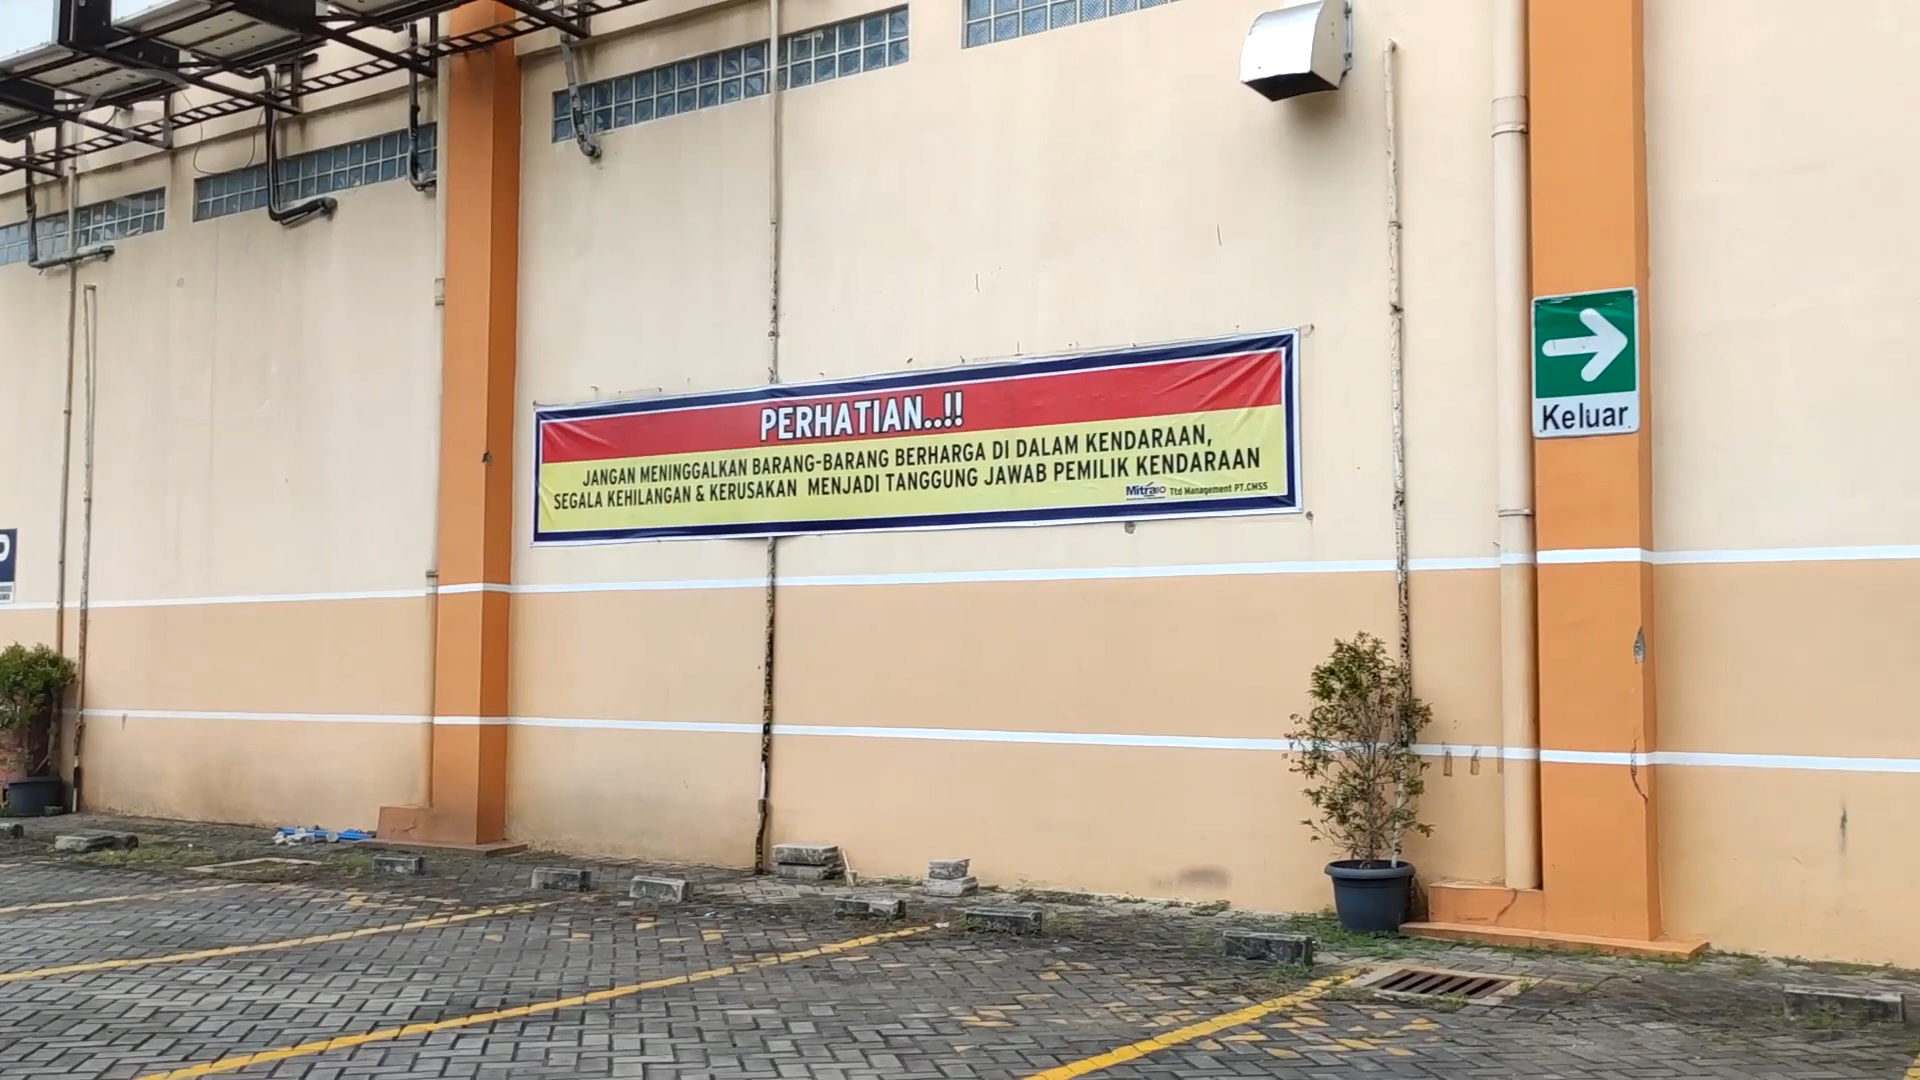 PERHATIAN..!!
JANGAN MENINGGALKAN BARANG-BARANG BERHARGA DI DALAM KENDARAAN,
SEGALA KEHILANGAN & KERUSAKAN MENJADI TANGGUNG JAWAB PEMILIK KENDARAAN
Mitra10 Ttd Management PT.CMSS
Keluar